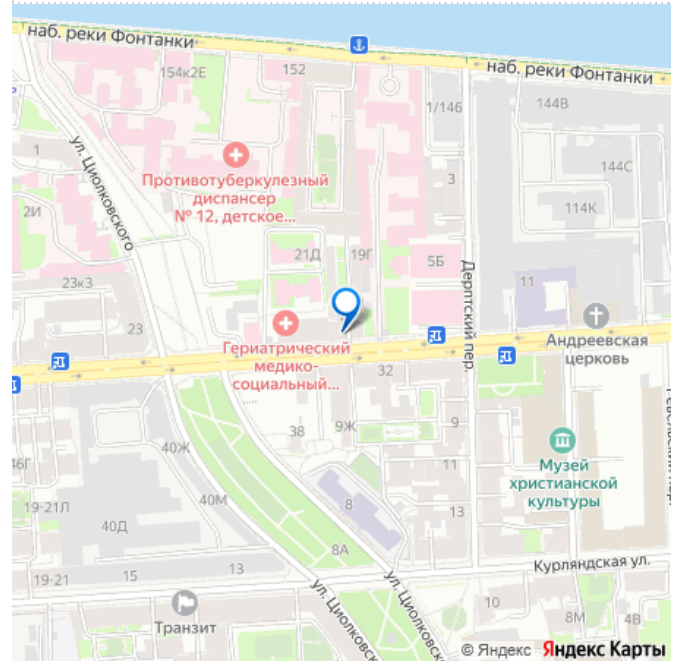 наб. реки Фонтанки
наб. реки Фонтанки
154к2Е
152
1/146
144В
1
ул. Циолковского
Противотуберкулезный
диспансер
№ 12, детское...
3
144С
2И
114К
21Д
19Г
5Б
Дерптский пер.
11
23к3
23
Гериатрический
медико-
социальный...
Андреевская
церковь
32
38
9Ж
9
40Ж
11
Музей
христианской
культуры
46Г
19-21Л
40М
8
13
40Д
8А
Курляндская ул.
19-21
15
13
ул. Циолковского
ул. Циолковского
10
8М
4В
Транзит
© Яндекс Яндекс Карты